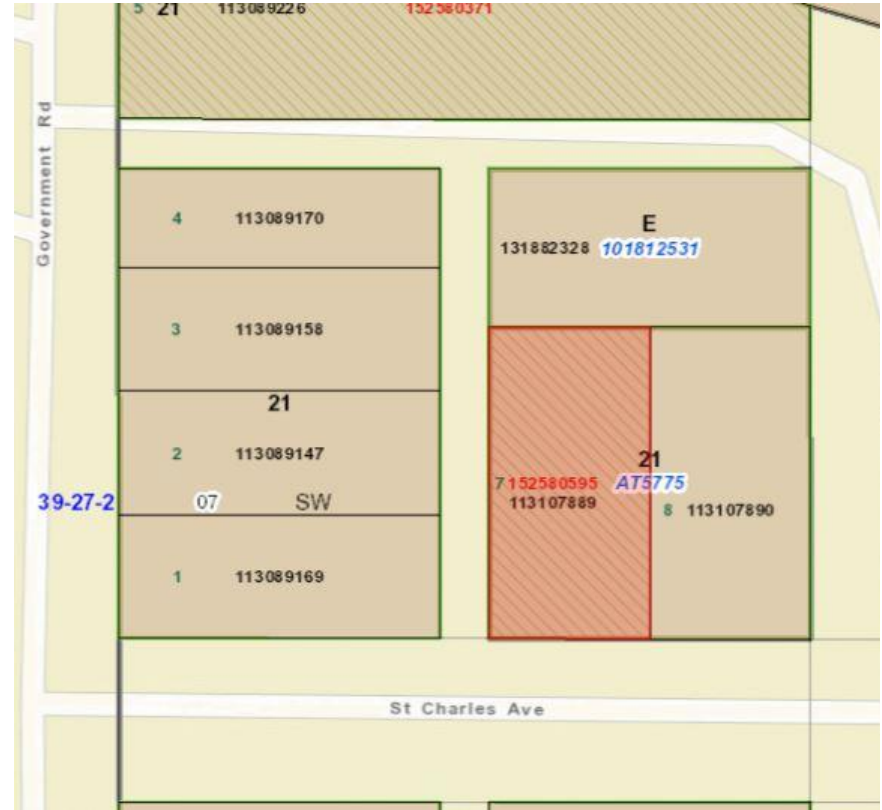 5 21 113089226 152580371
Government Rd
4 113089170
E
131882328 101812531
3 113089158
21
2 113089147
21
7 152580595 AT5775
39-27-2 07 SW
113107889
8 113107890
1 113089169
St Charles Ave